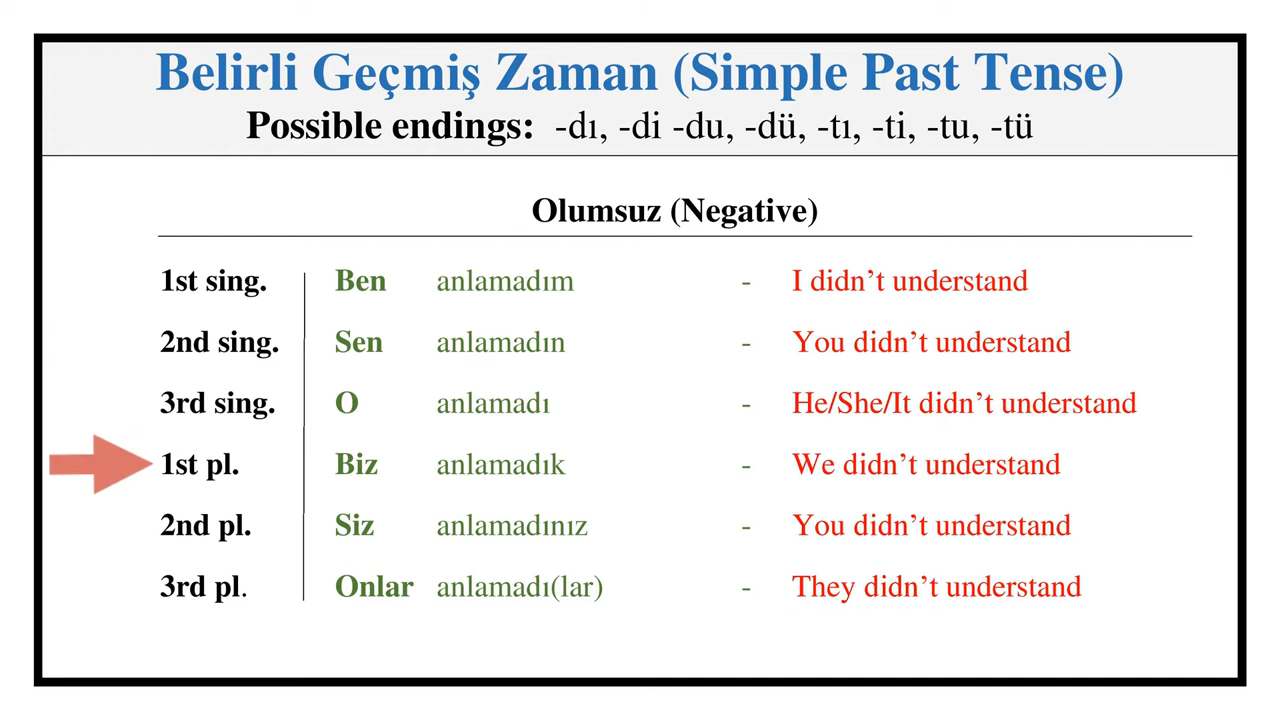 Belirli Geçmiş Zaman (Simple Past Tense)
Possible endings: -dı, -di -du, -dü, -tı, -ti, -tu, -tü
Olumsuz (Negative)
1st sing. Ben anlamadım - I didn’t understand
2nd sing. Sen anlamadın - You didn’t understand
3rd sing. O anlamadı - He/She/It didn’t understand
1st pl. Biz anlamadık - We didn’t understand
2nd pl. Siz anlamadınız - You didn’t understand
3rd pl. Onlar anlamadı(lar) - They didn’t understand